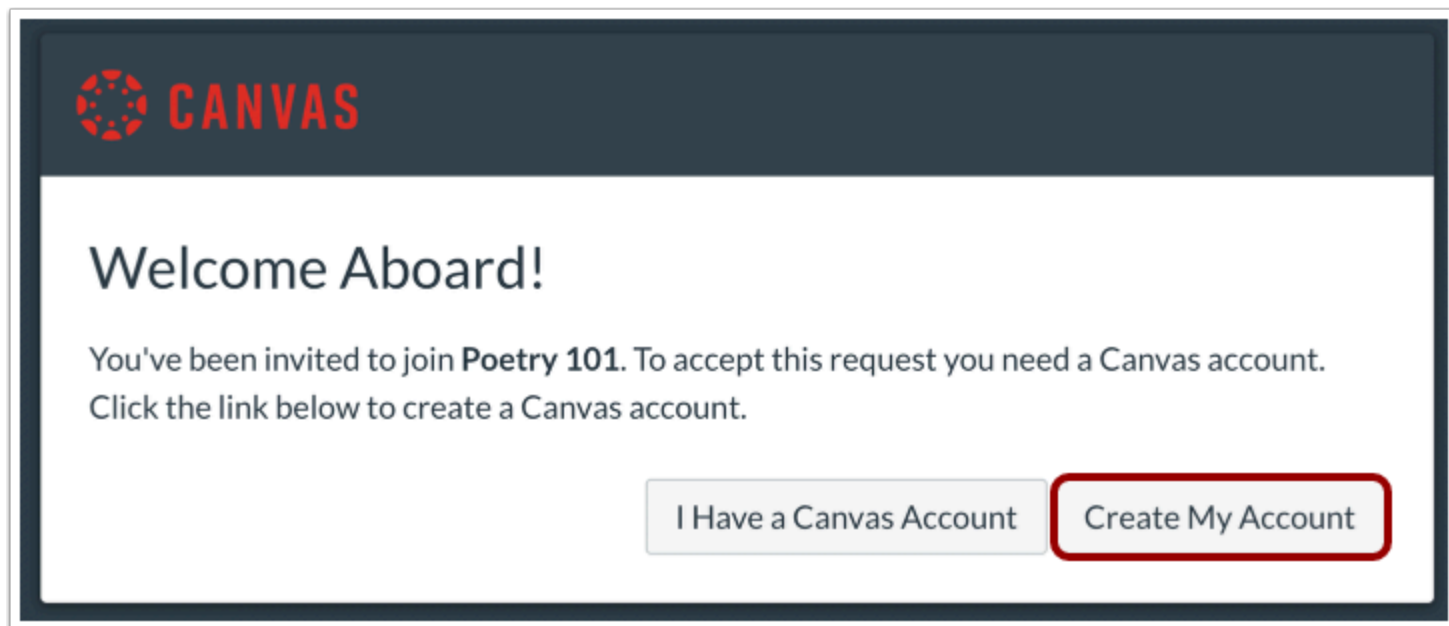 CANVAS
Welcome Aboard!
You've been invited to join Poetry 101. To accept this request you need a Canvas account.
Click the link below to create a Canvas account.
I Have a Canvas Account
Create My Account